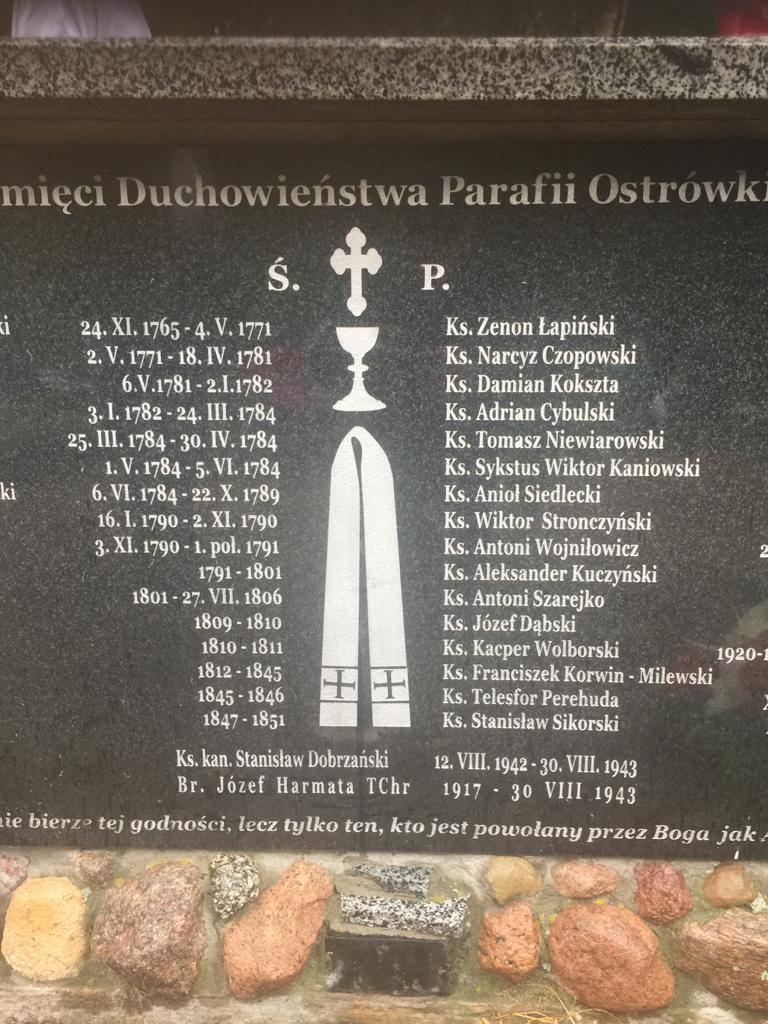 mięci Duchowieństwa Parafii Ostrówki
Ś. P.
ki 24. XI. 1765 - 4. V. 1771 Ks. Zenon Łapiński
2. V. 1771 - 18. IV. 1781 Ks. Narcyz Czopowski
6.V.1781 - 2.I.1782 Ks. Damian Kokszta
3. I. 1782 - 24. III. 1784 Ks. Adrian Cybulski
25. III. 1784 - 30. IV. 1784 Ks. Tomasz Niewiarowski
1. V. 1784 - 5. VI. 1784 Ks. Sykstus Wiktor Kaniowski
ki 6. VI. 1784 - 22. X. 1789 Ks. Anioł Siedlecki
16. I. 1790 - 2. XI. 1790 Ks. Wiktor Stronczyński
3. XI. 1790 - 1. poł. 1791 Ks. Antoni Wojniłowicz 2
1791 - 1801 Ks. Aleksander Kuczyński
1801 - 27. VII. 1806 Ks. Antoni Szarejko
1809 - 1810 Ks. Józef Dąbski
1810 - 1811 Ks. Kacper Wolborski 1920-1
1812 - 1845 Ks. Franciszek Korwin - Milewski
1845 - 1846 Ks. Telesfor Perehuda
1847 - 1851 Ks. Stanisław Sikorski
Ks. kan. Stanisław Dobrzański 12. VIII. 1942 - 30. VIII. 1943
Br. Józef Harmata TChr 1917 - 30 VIII 1943
nie bierze tej godności, lecz tylko ten, kto jest powołany przez Boga jak A